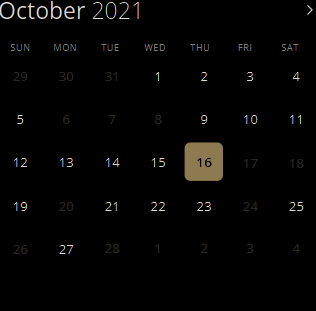 October 2021
SUN MON TUE WED THU FRI SAT
29 30 31 1 2 3 4
5 6 7 8 9 10 11
12 13 14 15 16 17 18
19 20 21 22 23 24 25
26 27 28 1 2 3 4